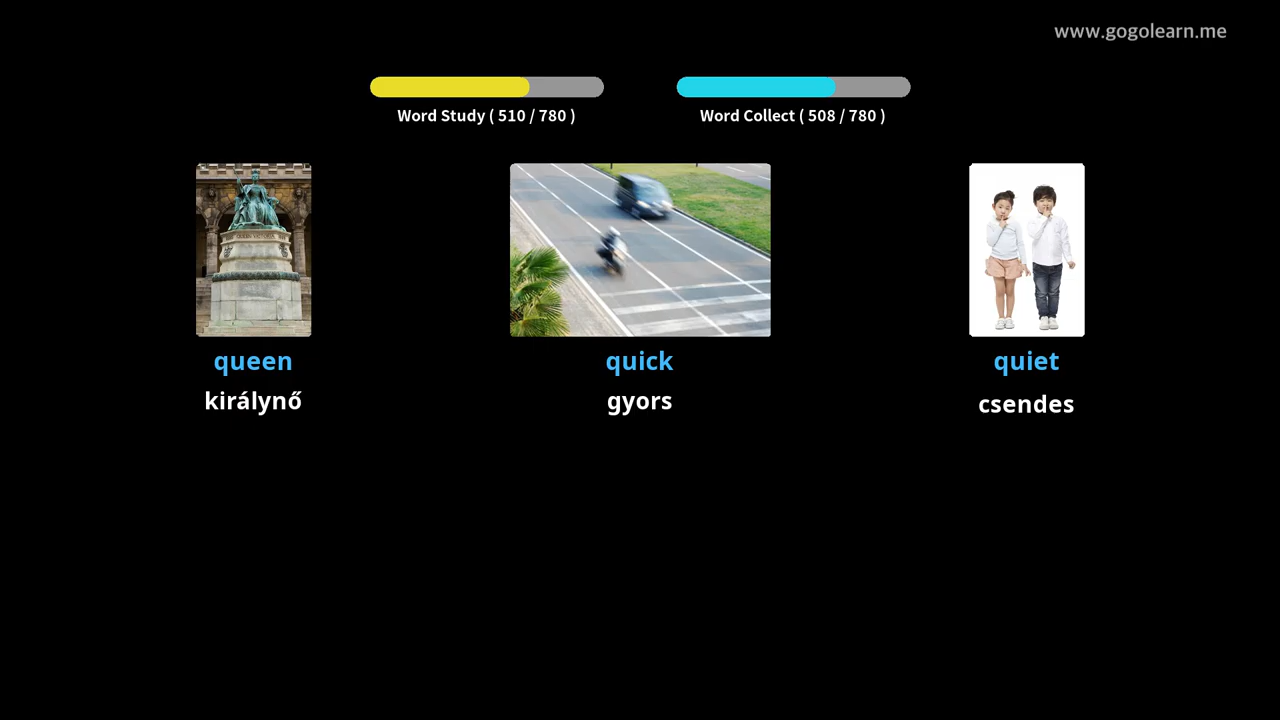 www.gogolearn.me
Word Study ( 510 / 780 )
Word Collect ( 508 / 780 )
queen
quick
quiet
királynő
gyors
csendes